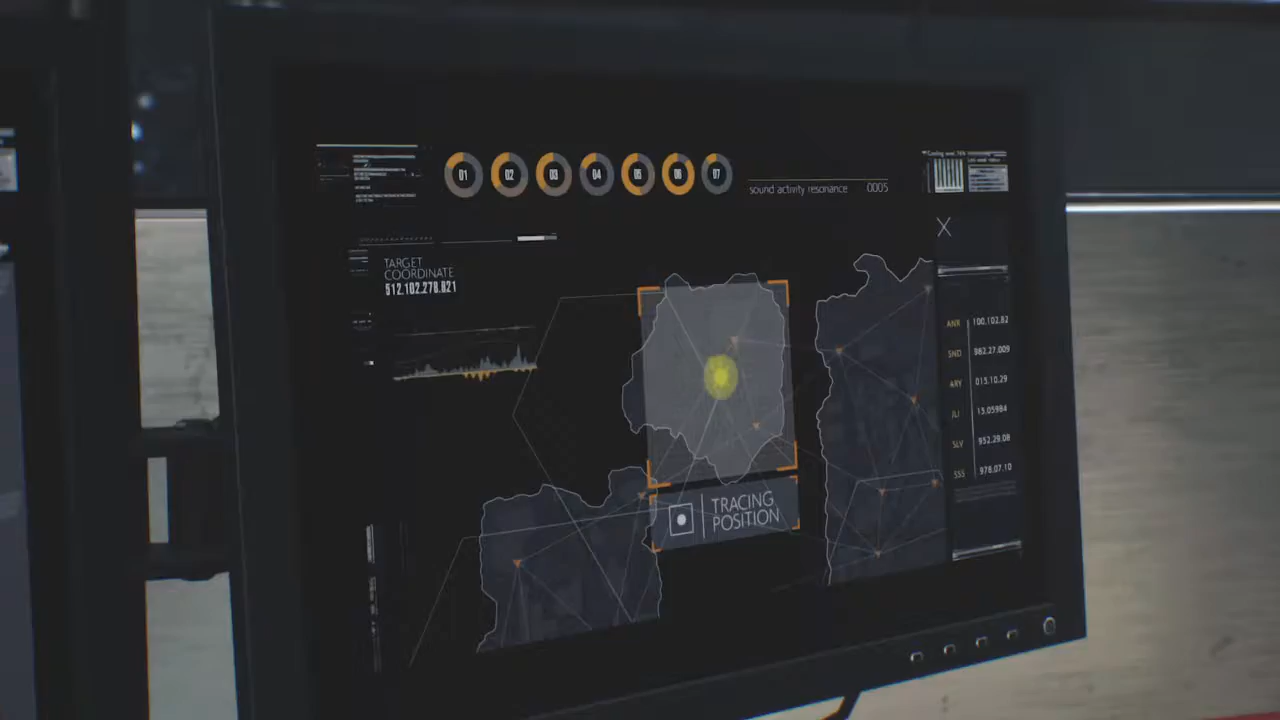 01 02 03 04 05 06 07
sound activity resonance 0005
TARGET
COORDINATE
512.102.278.821
ANR 100.102.82
SND 982.27.009
ARY 015.10.29
JLI 13.05984
SLV 952.29.08
SSS 978.07.10
TRACING
POSITION